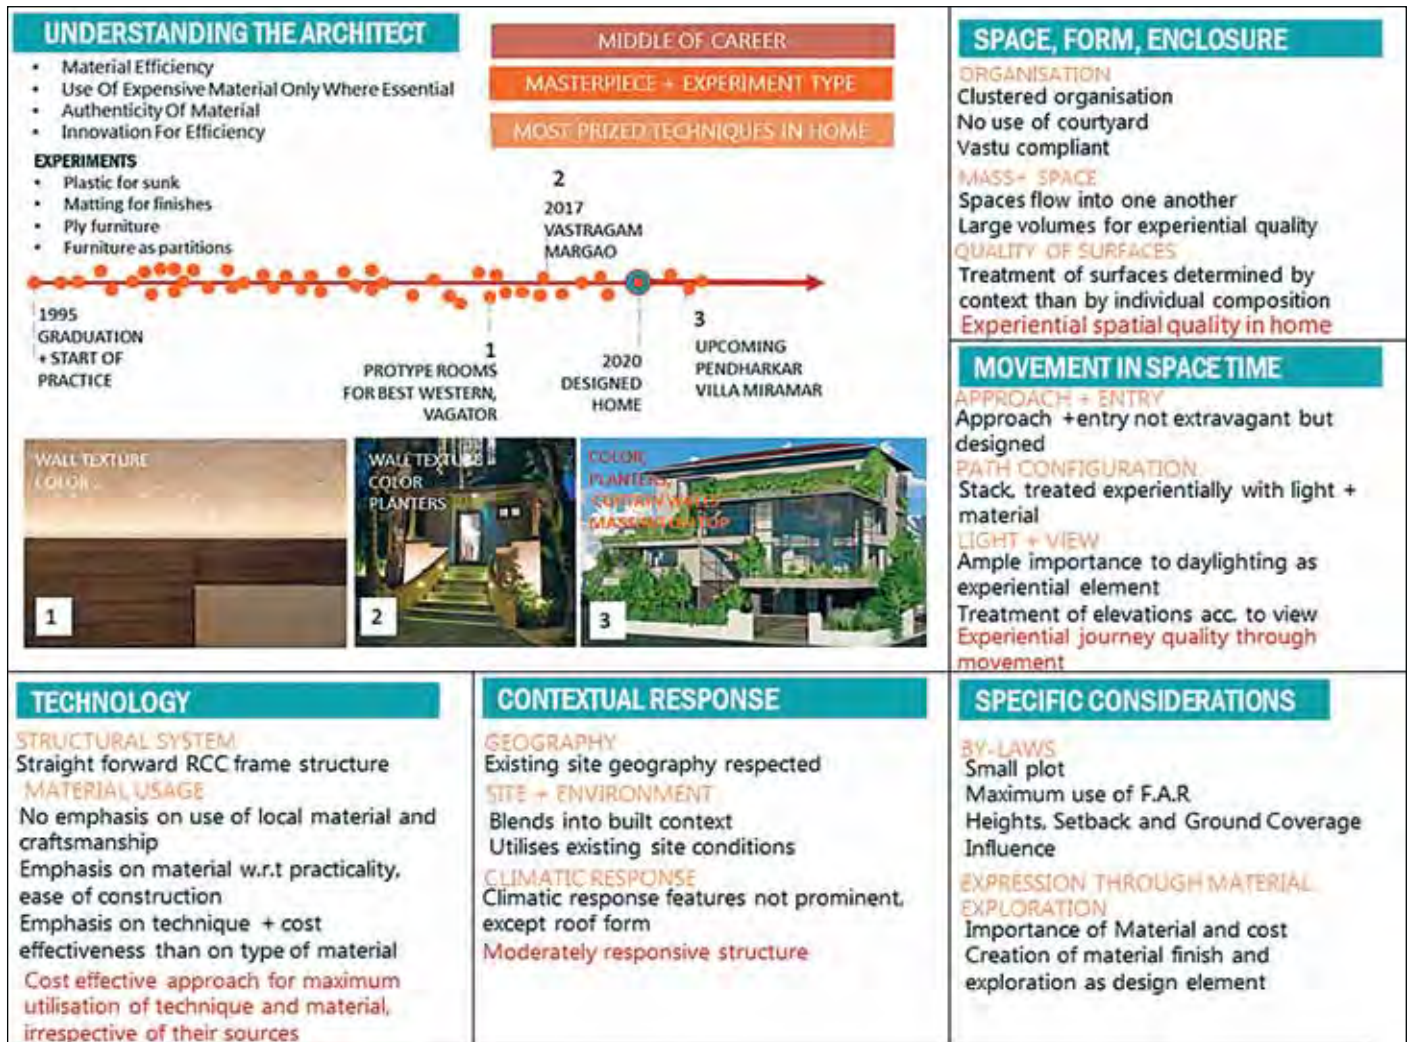 UNDERSTANDING THE ARCHITECT
• Material Efficiency
• Use Of Expensive Material Only Where Essential
• Authenticity Of Material
• Innovation For Efficiency
EXPERIMENTS
• Plastic for sunk
• Matting for finishes
• Ply furniture
• Furniture as partitions
MIDDLE OF CAREER
MASTERPIECE + EXPERIMENT TYPE
MOST PRIZED TECHNIQUES IN HOME
2
2017
VASTRAGAM
MARGAO
1995
GRADUATION
+ START OF
PRACTICE
1
PROTYPE ROOMS
FOR BEST WESTERN,
VAGATOR
2020
DESIGNED
HOME
3
UPCOMING
PENDHARKAR
VILLA MIRAMAR
WALL TEXTURE
COLOR
1
WALL TEXTURE
COLOR
PLANTERS
2
COLOR,
PLANTERS,
CURTAIN WALLS
MASSING ON TOP
3
SPACE, FORM, ENCLOSURE
ORGANISATION
Clustered organisation
No use of courtyard
Vastu compliant
MASS+ SPACE
Spaces flow into one another
Large volumes for experiential quality
QUALITY OF SURFACES
Treatment of surfaces determined by
context than by individual composition
Experiential spatial quality in home
MOVEMENT IN SPACE TIME
APPROACH + ENTRY
Approach +entry not extravagant but
designed
PATH CONFIGURATION
Stack, treated experientially with light +
material
LIGHT + VIEW
Ample importance to daylighting as
experiential element
Treatment of elevations acc. to view
Experiential journey quality through
movement
TECHNOLOGY
STRUCTURAL SYSTEM
Straight forward RCC frame structure
MATERIAL USAGE
No emphasis on use of local material and
craftsmanship
Emphasis on material w.r.t practicality,
ease of construction
Emphasis on technique + cost
effectiveness than on type of material
Cost effective approach for maximum
utilisation of technique and material,
irrespective of their sources
CONTEXTUAL RESPONSE
GEOGRAPHY
Existing site geography respected
SITE + ENVIRONMENT
Blends into built context
Utilises existing site conditions
CLIMATIC RESPONSE
Climatic response features not prominent,
except roof form
Moderately responsive structure
SPECIFIC CONSIDERATIONS
BY-LAWS
Small plot
Maximum use of F.A.R
Heights, Setback and Ground Coverage
Influence
EXPRESSION THROUGH MATERIAL
EXPLORATION
Importance of Material and cost
Creation of material finish and
exploration as design element